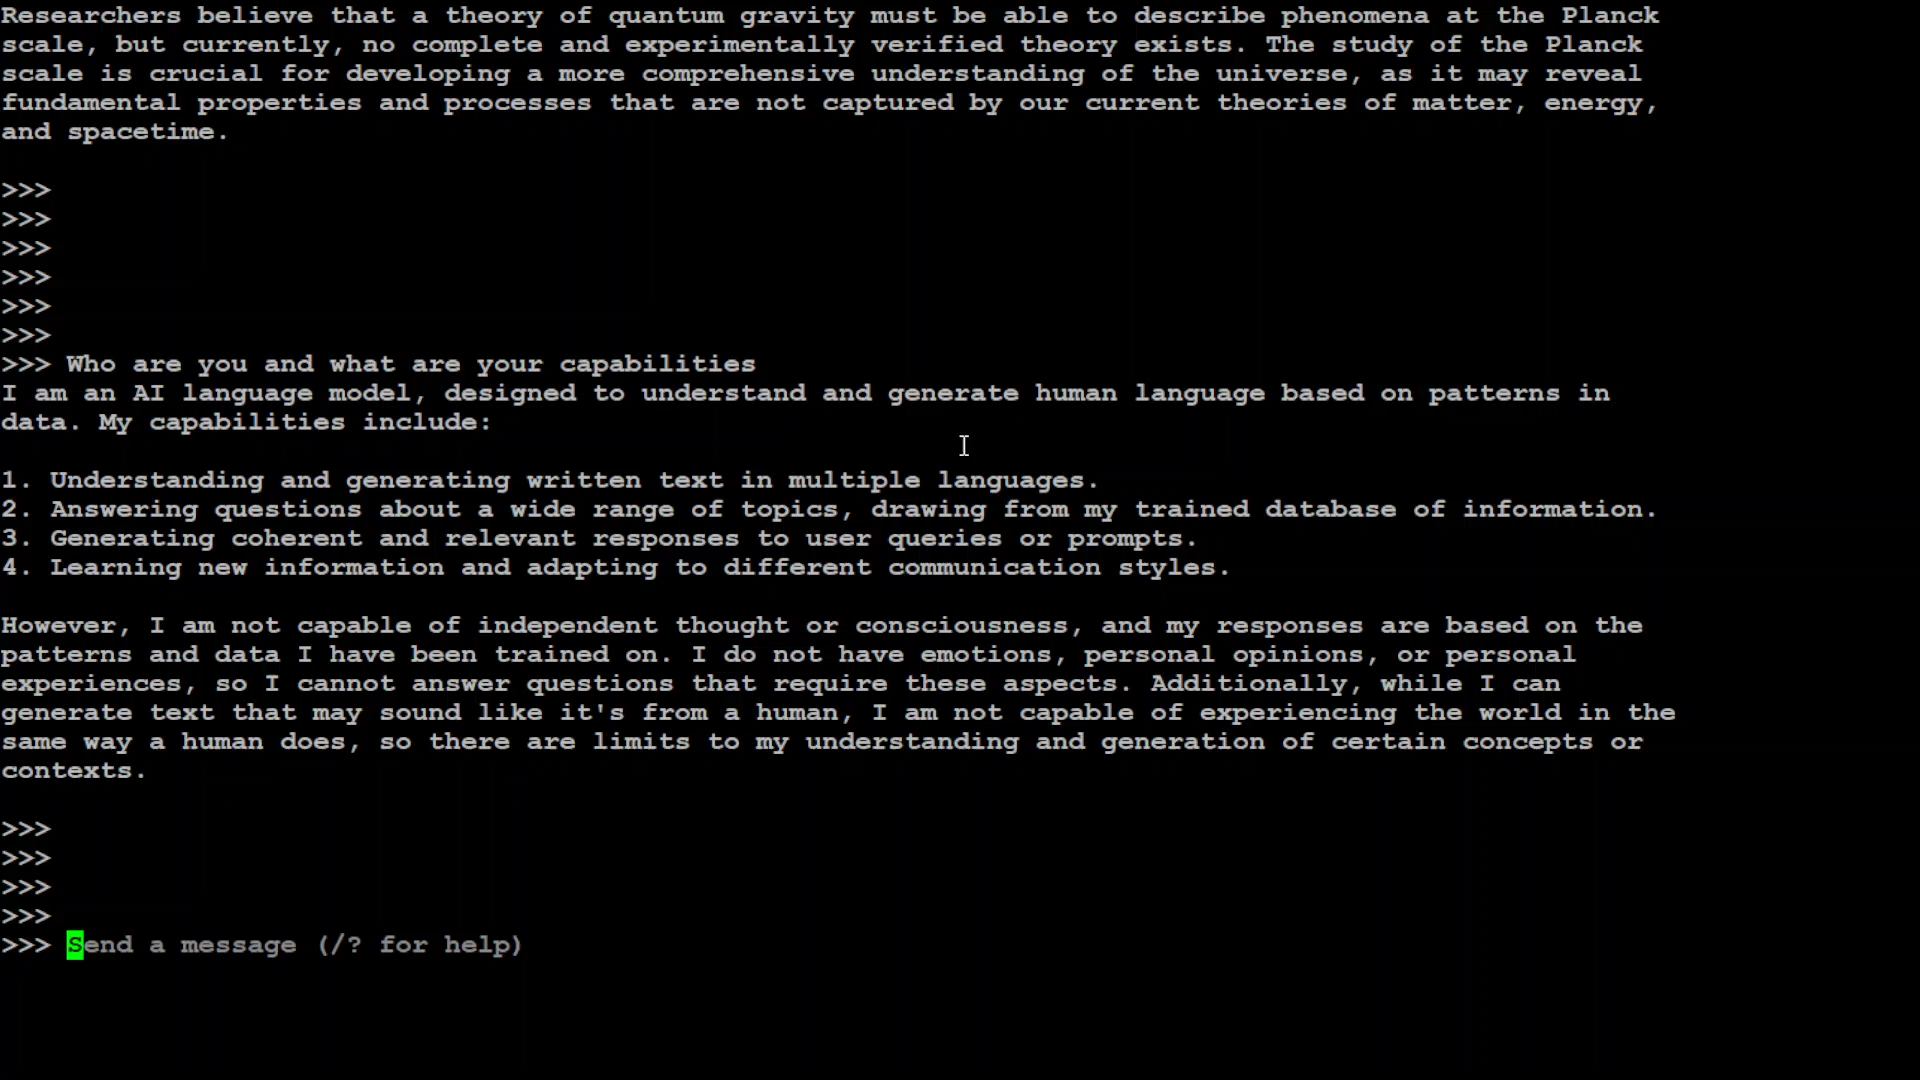 Researchers believe that a theory of quantum gravity must be able to describe phenomena at the Planck
scale, but currently, no complete and experimentally verified theory exists. The study of the Planck
scale is crucial for developing a more comprehensive understanding of the universe, as it may reveal
fundamental properties and processes that are not captured by our current theories of matter, energy,
and spacetime.
>>>
>>>
>>>
>>>
>>>
>>>
>>> Who are you and what are your capabilities
I am an AI language model, designed to understand and generate human language based on patterns in
data. My capabilities include:
1. Understanding and generating written text in multiple languages.
2. Answering questions about a wide range of topics, drawing from my trained database of information.
3. Generating coherent and relevant responses to user queries or prompts.
4. Learning new information and adapting to different communication styles.
However, I am not capable of independent thought or consciousness, and my responses are based on the
patterns and data I have been trained on. I do not have emotions, personal opinions, or personal
experiences, so I cannot answer questions that require these aspects. Additionally, while I can
generate text that may sound like it's from a human, I am not capable of experiencing the world in the
same way a human does, so there are limits to my understanding and generation of certain concepts or
contexts.
>>>
>>>
>>>
>>>
>>> Send a message (/? for help)